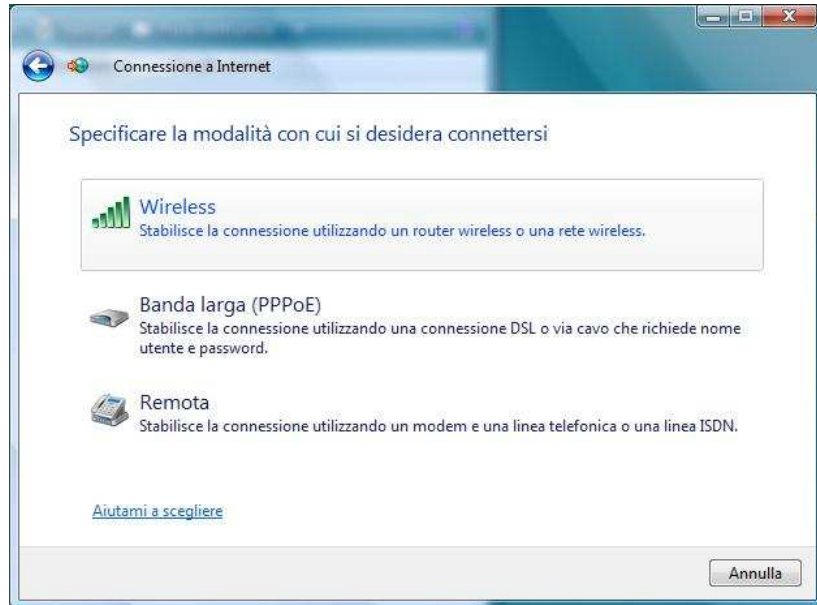 Connessione a Internet
Specificare la modalità con cui si desidera connettersi
Wireless
Stabilisce la connessione utilizzando un router wireless o una rete wireless.
Banda larga (PPPoE)
Stabilisce la connessione utilizzando una connessione DSL o via cavo che richiede nome
utente e password.
Remota
Stabilisce la connessione utilizzando un modem e una linea telefonica o una linea ISDN.
Aiutami a scegliere
Annulla